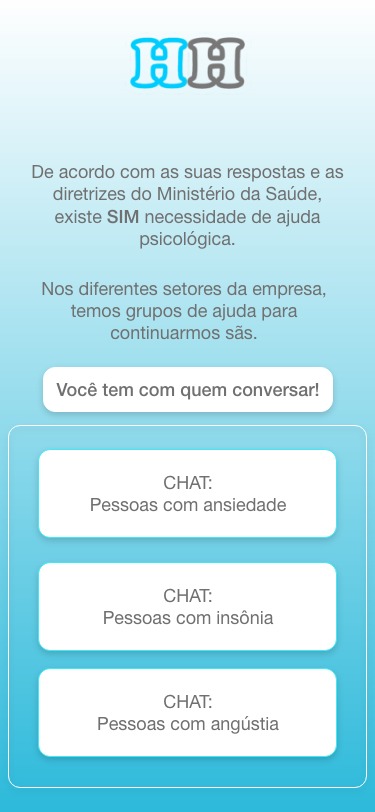 HH
De acordo com as suas respostas e as
diretrizes do Ministério da Saúde,
existe SIM necessidade de ajuda
psicológica.
Nos diferentes setores da empresa,
temos grupos de ajuda para
continuarmos sãs.
Você tem com quem conversar!
CHAT:
Pessoas com ansiedade
CHAT:
Pessoas com insônia
CHAT:
Pessoas com angústia